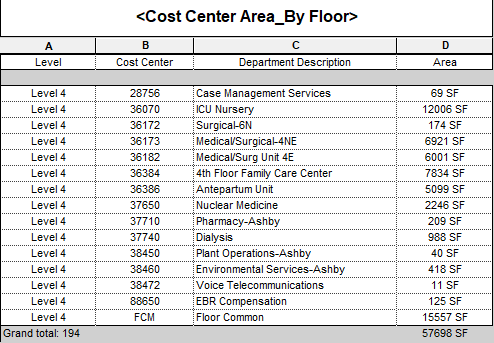 <Cost Center Area_By Floor>
A B C D
Level Cost Center Department Description Area
Level 4 28756 Case Management Services 69 SF
Level 4 36070 ICU Nursery 12006 SF
Level 4 36172 Surgical-6N 174 SF
Level 4 36173 Medical/Surgical-4NE 6921 SF
Level 4 36182 Medical/Surg Unit 4E 6001 SF
Level 4 36384 4th Floor Family Care Center 7834 SF
Level 4 36386 Antepartum Unit 5099 SF
Level 4 37650 Nuclear Medicine 2246 SF
Level 4 37710 Pharmacy-Ashby 209 SF
Level 4 37740 Dialysis 988 SF
Level 4 38450 Plant Operations-Ashby 40 SF
Level 4 38460 Environmental Services-Ashby 418 SF
Level 4 38472 Voice Telecommunications 11 SF
Level 4 88650 EBR Compensation 125 SF
Level 4 FCM Floor Common 15557 SF
Grand total: 194 57698 SF